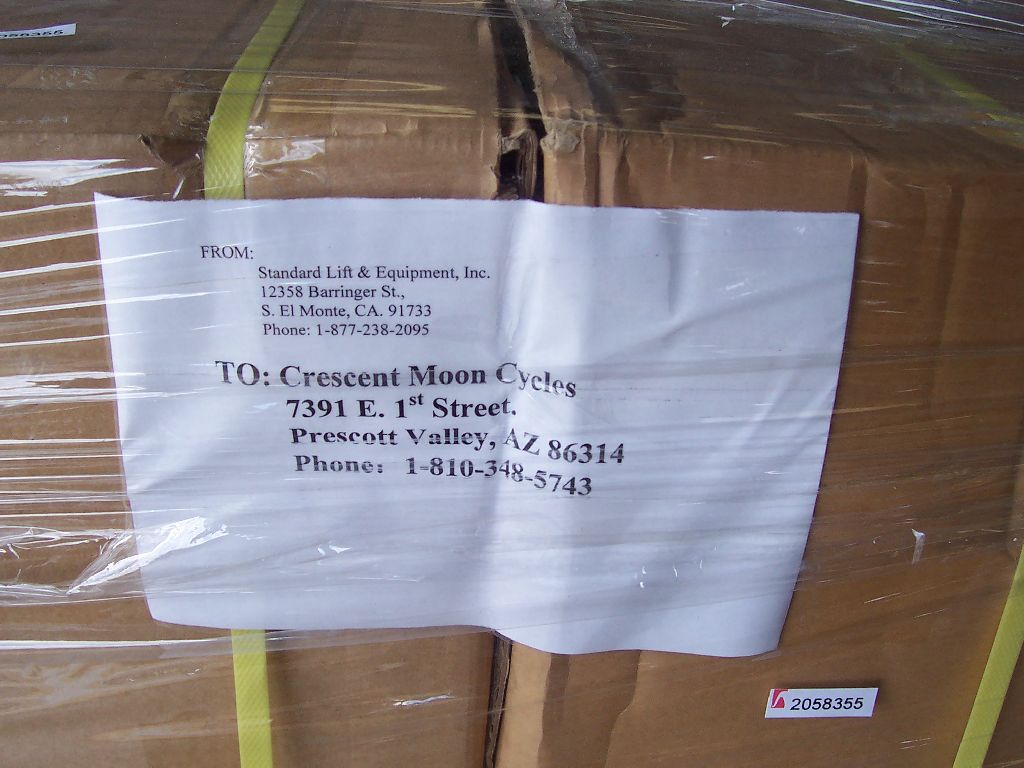 FROM:
Standard Lift & Equipment, Inc.
12358 Barringer St.,
S. El Monte, CA. 91733
Phone: 1-877-238-2095
TO: Crescent Moon Cycles
7391 E. 1st Street.
Prescott Valley, AZ 86314
Phone: 1-810-348-5743
2058355